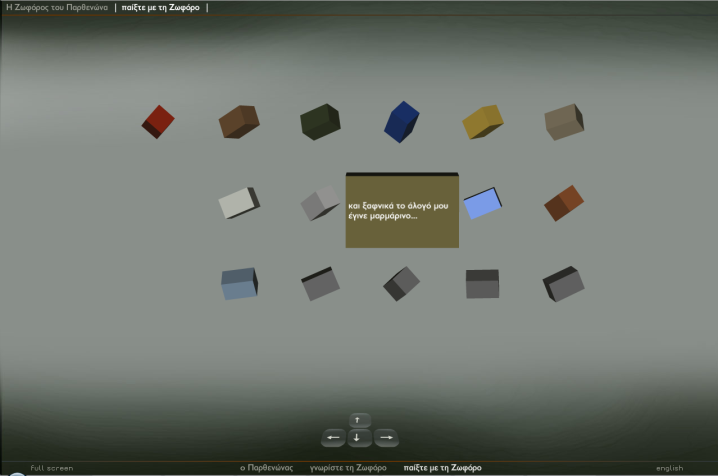 Η Ζωφόρος του Παρθενώνα | παίξτε με τη Ζωφόρο |
και ξαφνικά το άλογό μου
έγινε μαρμάρινο...
↑
← ↓ →
full screen ο Παρθενώνας γνωρίστε τη Ζωφόρο παίξτε με τη Ζωφόρο english